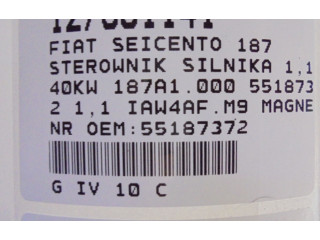 FIAT SEICENTO 187
STEROWNIK SILNIKA 1,1
40KW 187A1.000 551873
2 1,1 IAW4AF.M9 MAGNE
NR OEM:55187372
G IV 10 C